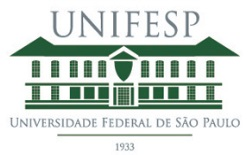 UNIFESP
UNIVERSIDADE FEDERAL DE SÃO PAULO
1933